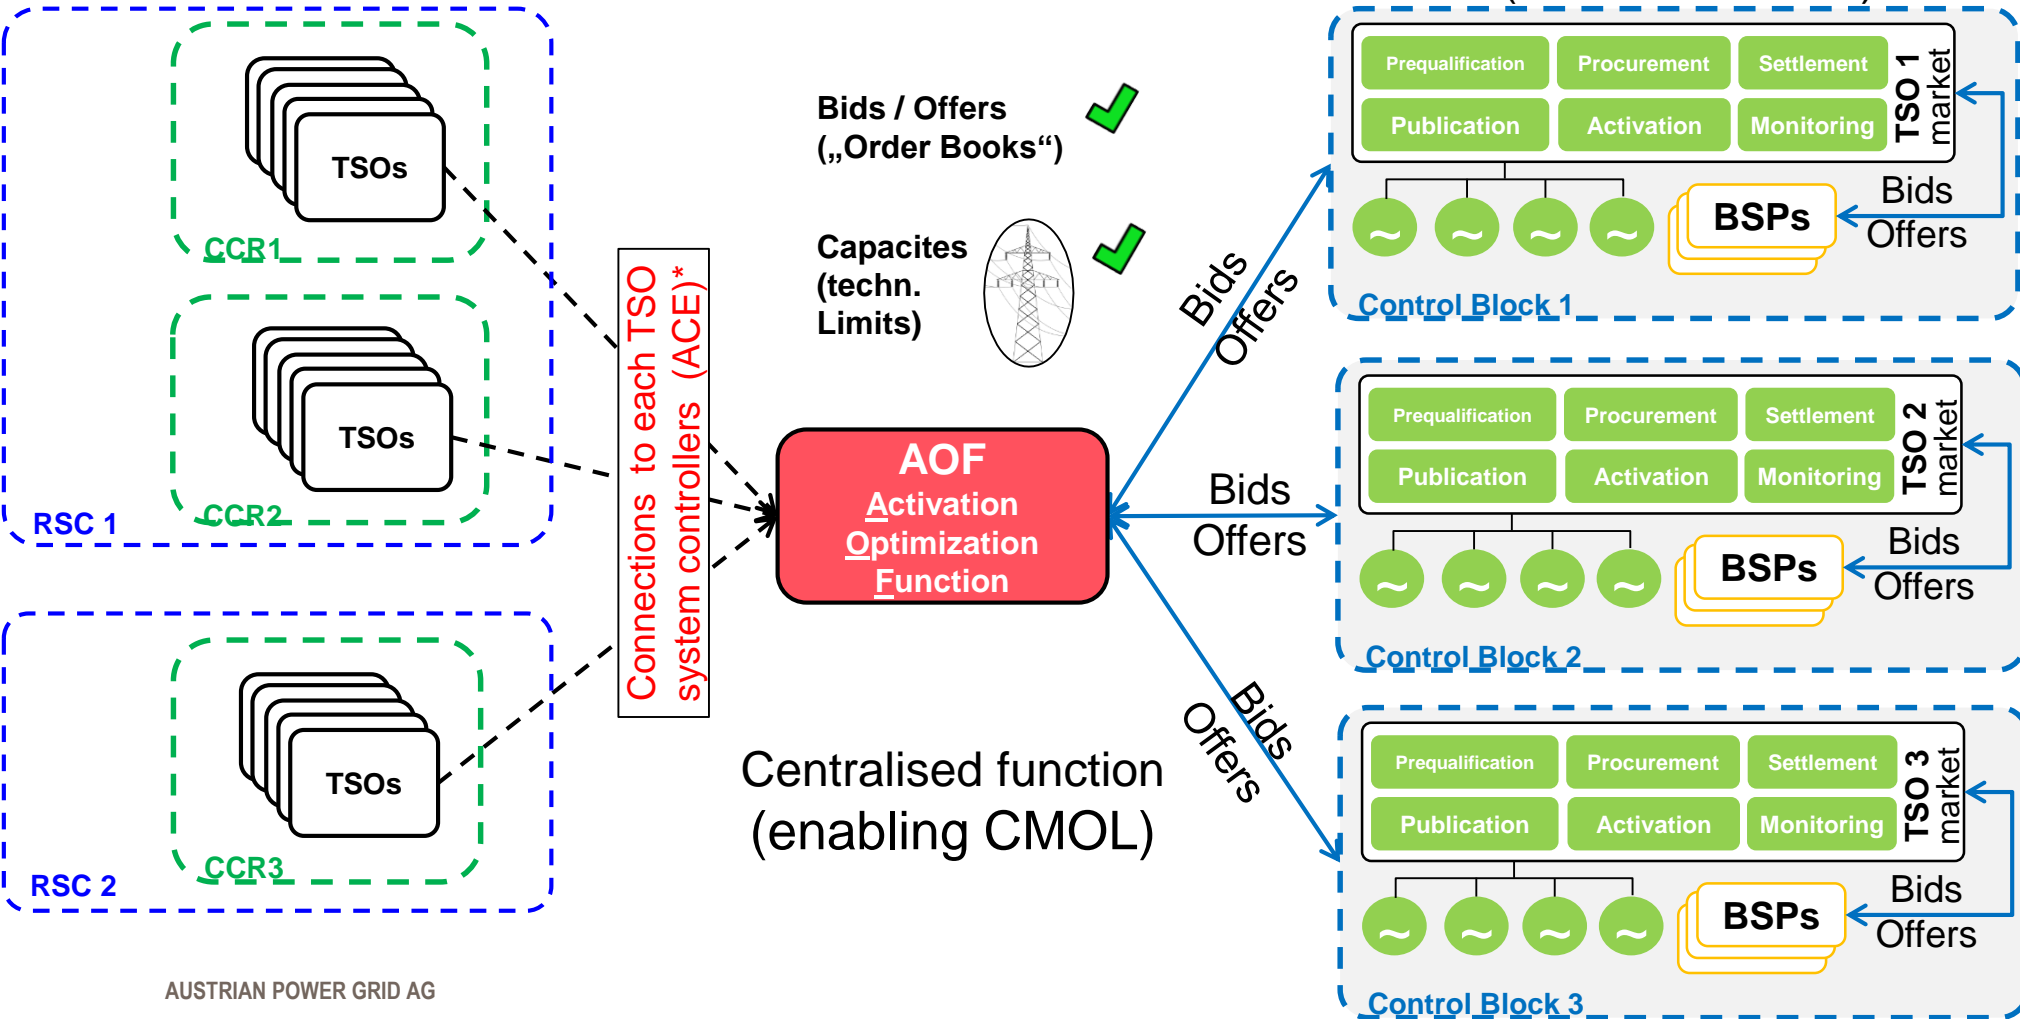 TSOs
CCR1
TSOs
CCR2
RSC 1
TSOs
CCR3
RSC 2
Connections to each TSO
system controllers (ACE)*
Bids / Offers
(„Order Books“)
Capacites
(techn.
Limits)
AOF
Activation
Optimization
Function
Centralised function
(enabling CMOL)
Bids
Offers
Bids
Offers
Bids
Offers
Prequalification
Procurement
Settlement
Publication
Activation
Monitoring
TSO 1
market
~ ~ ~ ~
BSPs
Bids
Offers
Control Block 1
Prequalification
Procurement
Settlement
Publication
Activation
Monitoring
TSO 2
market
~ ~ ~ ~
BSPs
Bids
Offers
Control Block 2
Prequalification
Procurement
Settlement
Publication
Activation
Monitoring
TSO 3
market
~ ~ ~ ~
BSPs
Bids
Offers
Control Block 3
AUSTRIAN POWER GRID AG